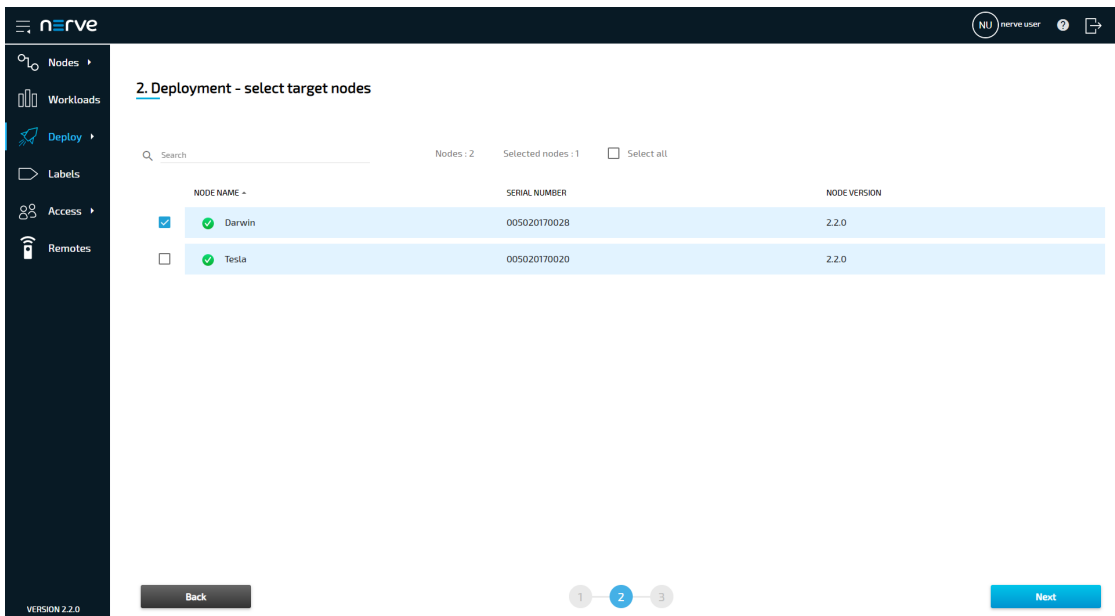 nerve
NU nerve user ?
Nodes
Workloads
Deploy
Labels
Access
Remotes
VERSION 2.2.0
2. Deployment - select target nodes
Search Nodes : 2 Selected nodes : 1 Select all
NODE NAME SERIAL NUMBER NODE VERSION
Darwin 005020170028 2.2.0
Tesla 005020170020 2.2.0
Back 1 2 3 Next